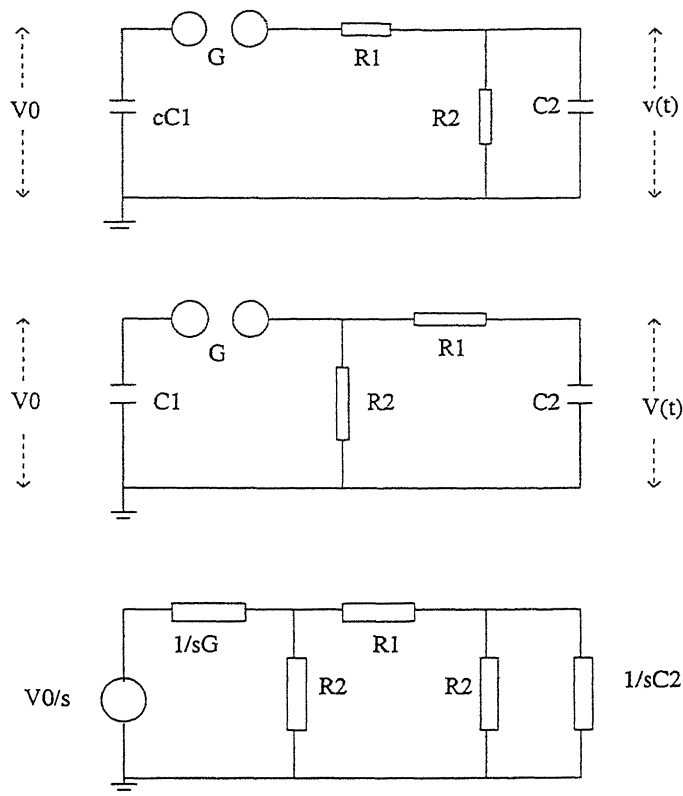 G R1
V0 cC1 R2 C2 v(t)
G R1
V0 C1 R2 C2 V(t)
1/sG R1
V0/s R2 R2 1/sC2